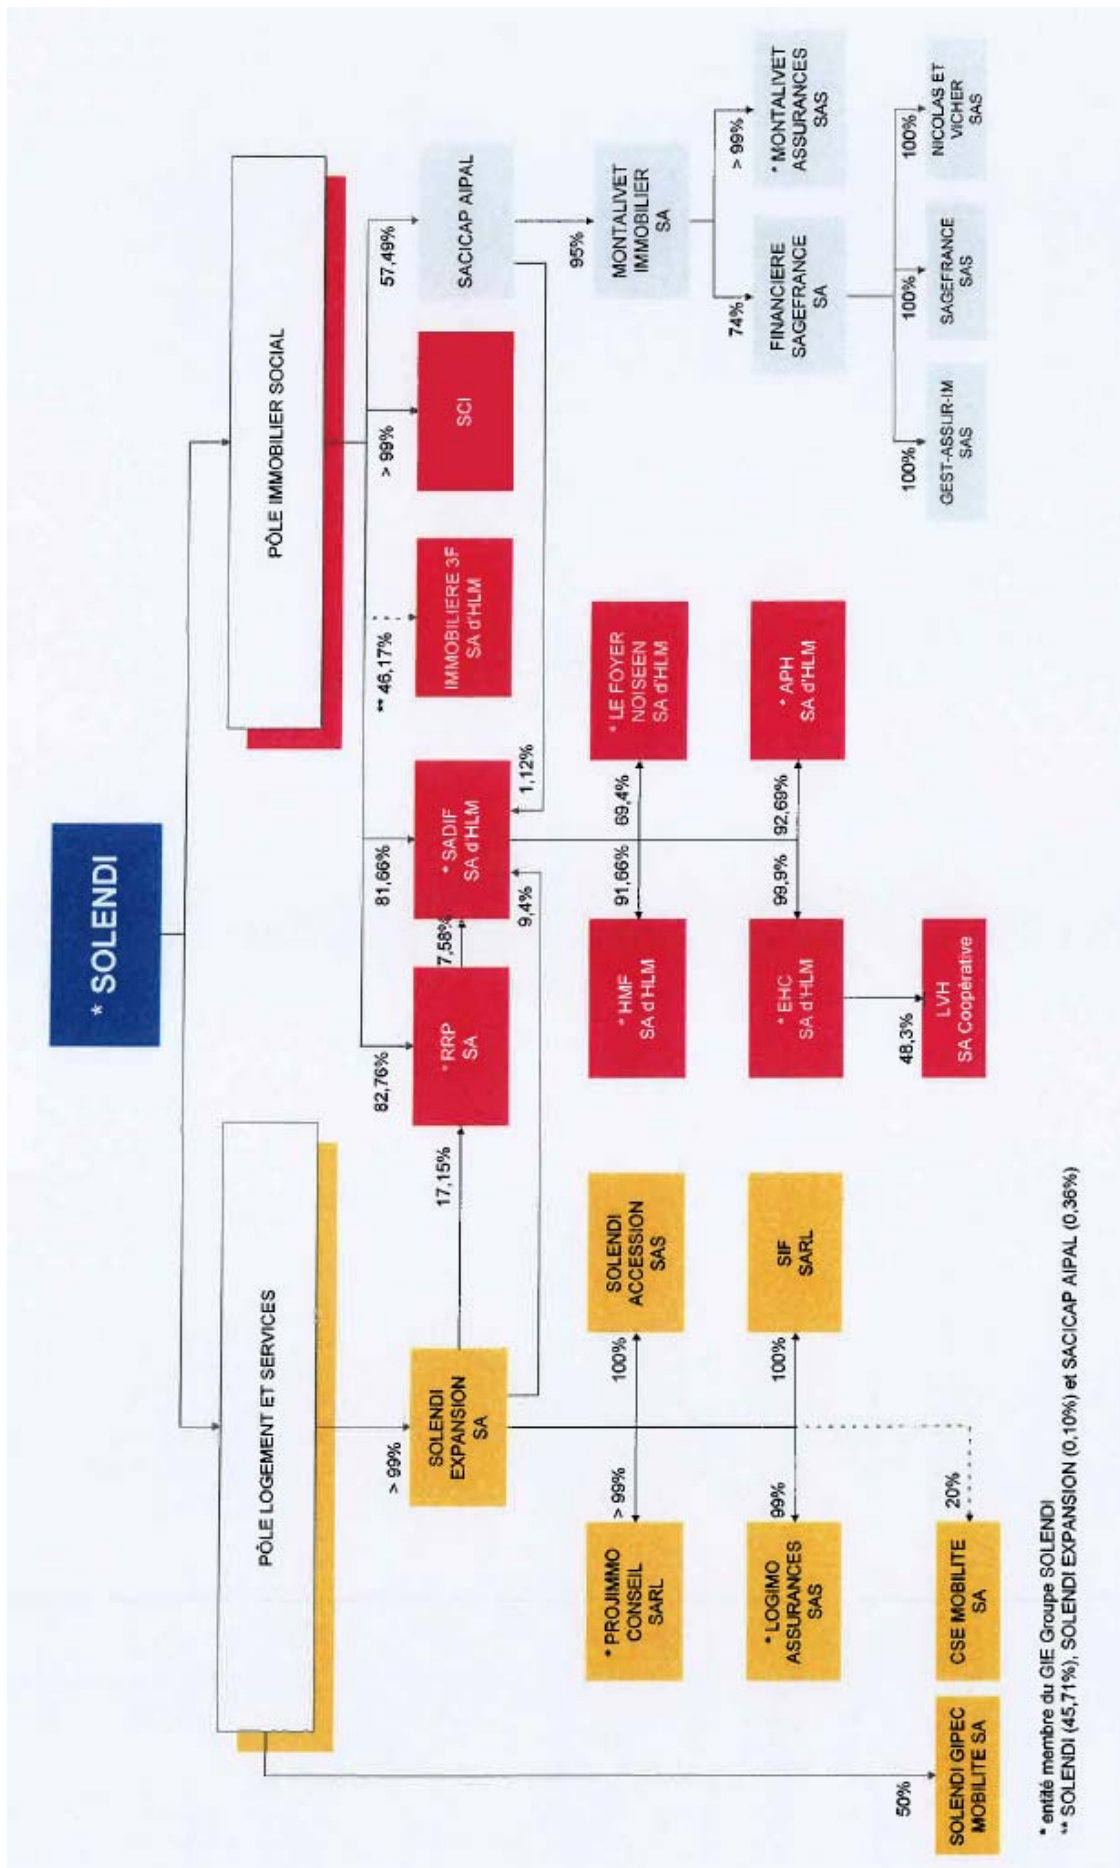 * SOLENDI
PÔLE LOGEMENT ET SERVICES
PÔLE IMMOBILIER SOCIAL
> 99%
82,76%
81,66%
** 46,17%
> 99%
57,49%
SOLENDI
EXPANSION
SA
17,15%
* RRP
SA
7,58%
* SADIF
SA d'HLM
IMMOBILIERE 3F
SA d'HLM
SCI
SACICAP AIPAL
9,4%
1,12%
95%
* PROJIMMO
CONSEIL
SARL
> 99%
100%
SOLENDI
ACCESSION
SAS
* HMF
SA d'HLM
91,66%
69,4%
* LE FOYER
NOISEEN
SA d'HLM
MONTALIVET
IMMOBILIER
SA
74%
> 99%
* LOGIMO
ASSURANCES
SAS
99%
100%
SIF
SARL
* EHC
SA d'HLM
99,9%
92,69%
* APH
SA d'HLM
FINANCIERE
SAGEFRANCE
SA
* MONTALIVET
ASSURANCES
SAS
50%
20%
48,3%
100%
100%
100%
SOLENDI GIPEC
MOBILITE SA
CSE MOBILITE
SA
LVH
SA Coopérative
GEST-ASSUR-IM
SAS
SAGEFRANCE
SAS
NICOLAS ET
VICHER
SAS
* entité membre du GIE Groupe SOLENDI
** SOLENDI (45,71%), SOLENDI EXPANSION (0,10%) et SACICAP AIPAL (0,36%)